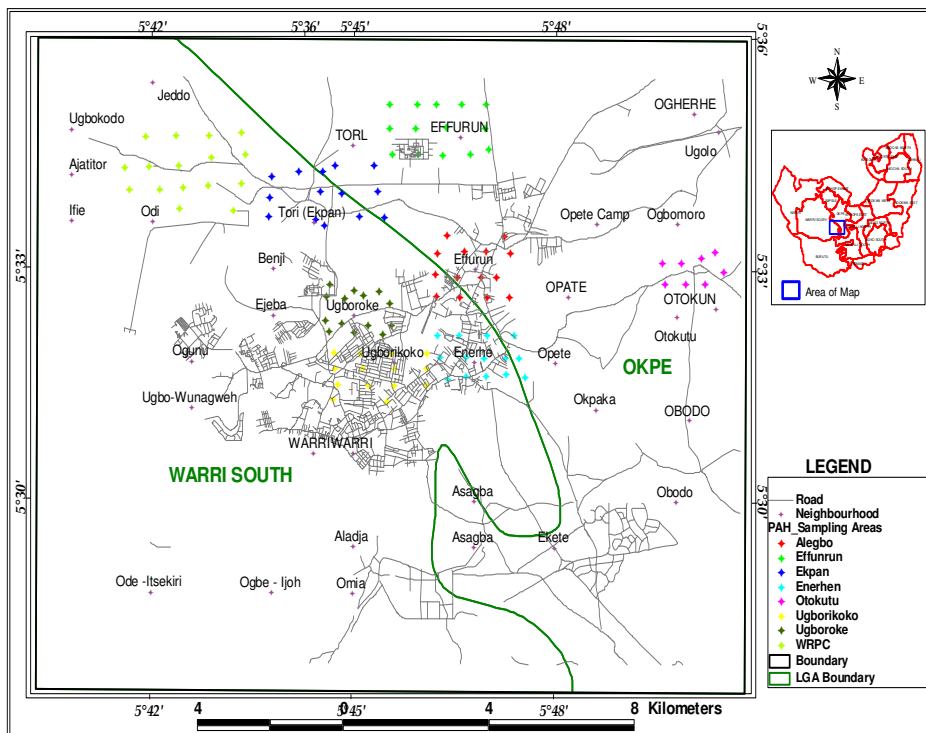 5°42' 5°36' 5°45' 5°48'
5°36'
N
W E
S
Jeddo
OGHERHE
Ugbokodo
TORL
EFFURUN
Ugolo
Ajatitor
Ifie
Odi
Tori (Ekpan)
Opete Camp
Ogbomoro
5°33'
Benji
Effurun
5°33'
Ejeba
Ugboroke
OPATE
OTOKUN
Area of Map
Otokutu
Ogunu
Ugborikoko
Enerhe
Opete
OKPE
Ugbo-Wunagweh
Okpaka
OBODO
WARRIWARRI
WARRI SOUTH
5°30'
Asagba
Obodo
5°30'
Aladja
Asagba
Ekete
Ode -Itsekiri
Ogbe - Ijoh
Omia
LEGEND
Road
Neighbourhood
PAH_Sampling Areas
Alegbo
Effunrun
Ekpan
Enerhen
Otokutu
Ugborikoko
Ugboroke
WRPC
Boundary
LGA Boundary
5°42' 5°45' 5°48'
4 0 4 8 Kilometers